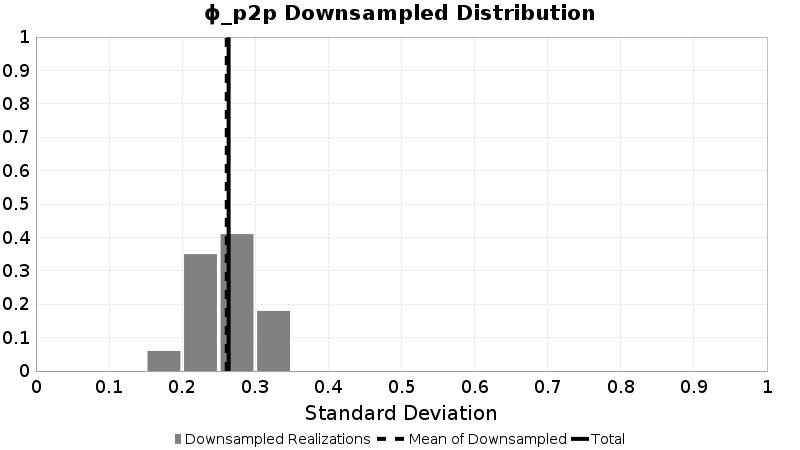 ϕ_p2p Downsampled Distribution
1
0.9
0.8
0.7
0.6
0.5
0.4
0.3
0.2
0.1
0
0 0.1 0.2 0.3 0.4 0.5 0.6 0.7 0.8 0.9 1
Standard Deviation
Downsampled Realizations Mean of Downsampled Total